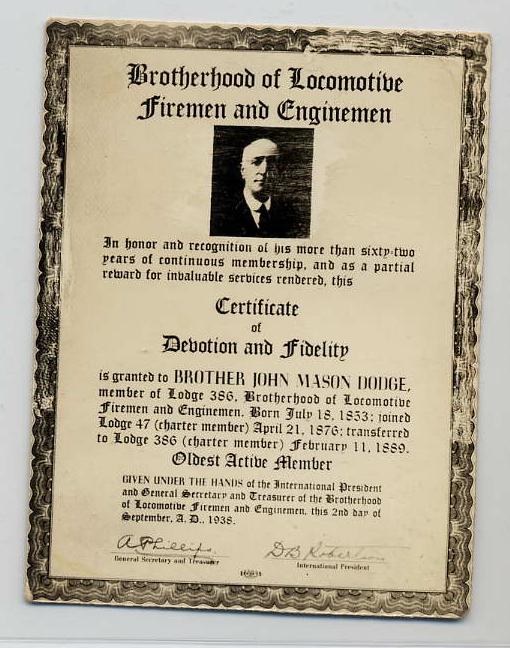 Brotherhood of Locomotive
Firemen and Enginemen
In honor and recognition of his more than sixty-two
years of continuous membership, and as a partial
reward for invaluable services rendered, this
Certificate
of
Devotion and Fidelity
is granted to BROTHER JOHN MASON DODGE,
member of Lodge 386, Brotherhood of Locomotive
Firemen and Enginemen. Born July 18, 1853; joined
Lodge 47 (charter member) April 21, 1876; transferred
to Lodge 386 (charter member) February 11, 1889.
Oldest Active Member
GIVEN UNDER THE HANDS of the International President
and General Secretary and Treasurer of the Brotherhood
of Locomotive Firemen and Enginemen, this 2nd day of
September, A. D., 1938.
A Phillips D B Robertson
General Secretary and Treasurer International President